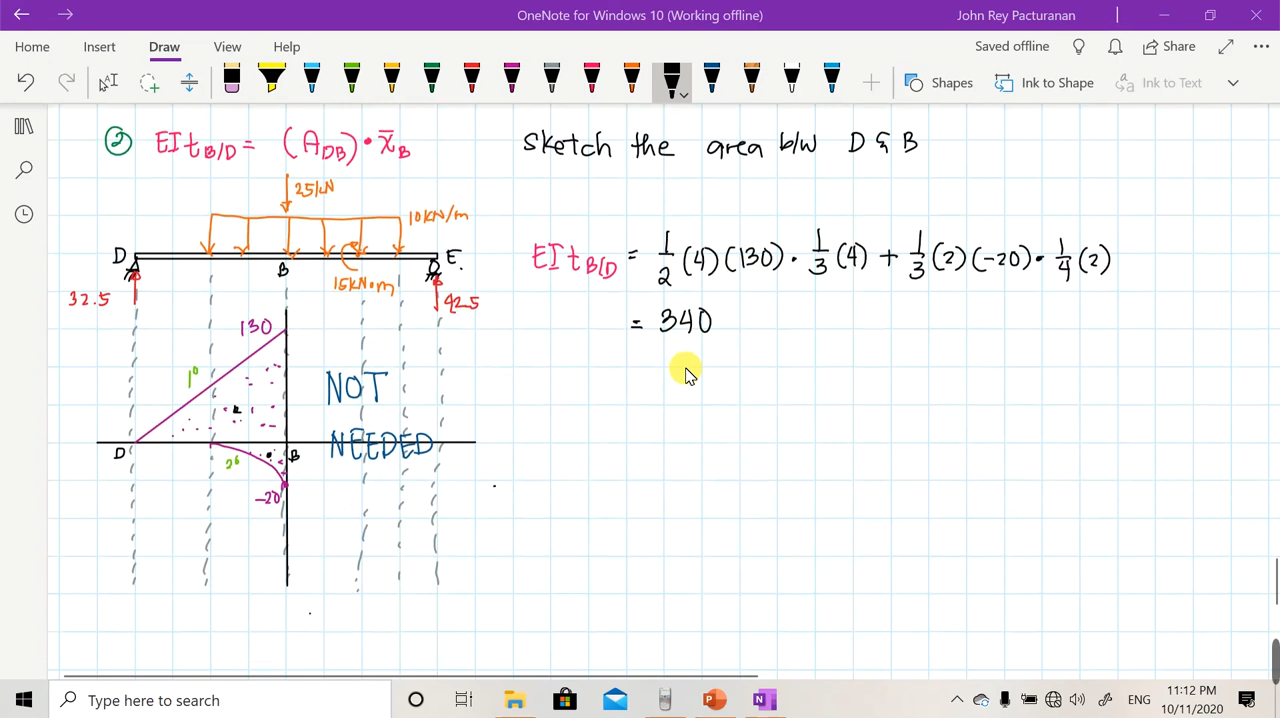 OneNote for Windows 10 (Working offline)
John Rey Pacturanan
Home Insert Draw View Help
Saved offline
Share
Shapes
Ink to Shape
Ink to Text
② EI t B/D = (A DB) · x̄ B
Sketch the area b/w D & B
25kN
10kN/m
D
B
E
15kN·m
32.5
42.5
EI t B/D = 1/2 (4)(130) · 1/3 (4) + 1/3 (2)(-20) · 1/4 (2)
= 340
130
1°
NOT
NEEDED
D
B
2°
-20
Type here to search
ENG
11:12 PM
10/11/2020